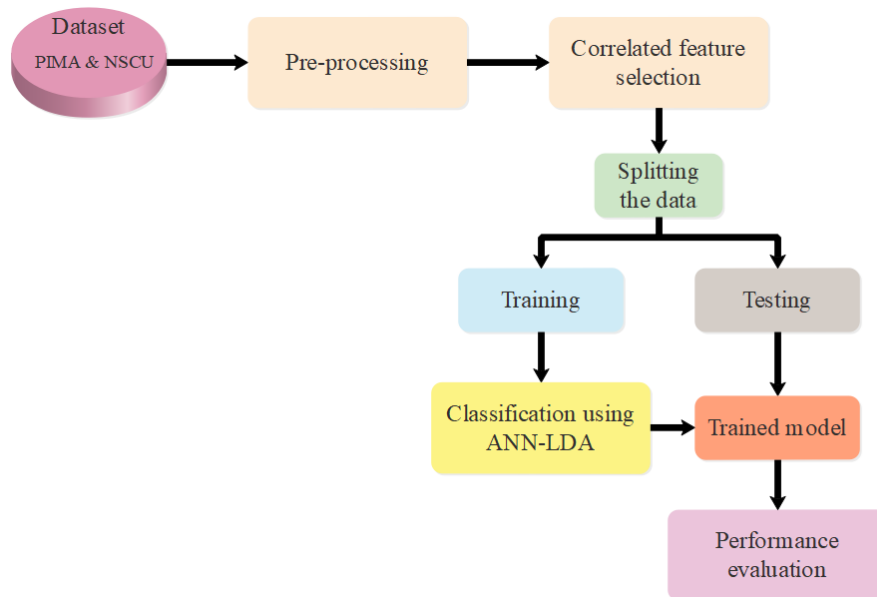 Dataset
PIMA & NSCU
Pre-processing
Correlated feature
selection
Splitting
the data
Training
Testing
Classification using
ANN-LDA
Trained model
Performance
evaluation